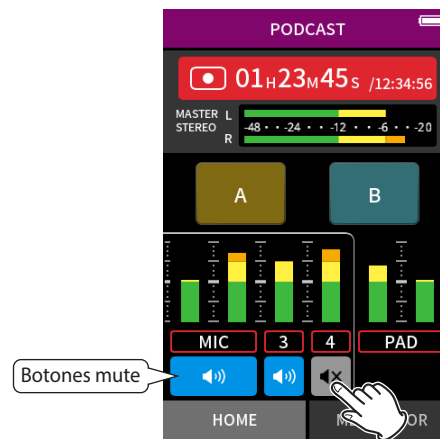 PODCAST
01H23M45S /12:34:56
MASTER STEREO L R
-48 · · -24 · · -12 · · -6 · · -20
A B
MIC 3 4 PAD
Botones mute
HOME